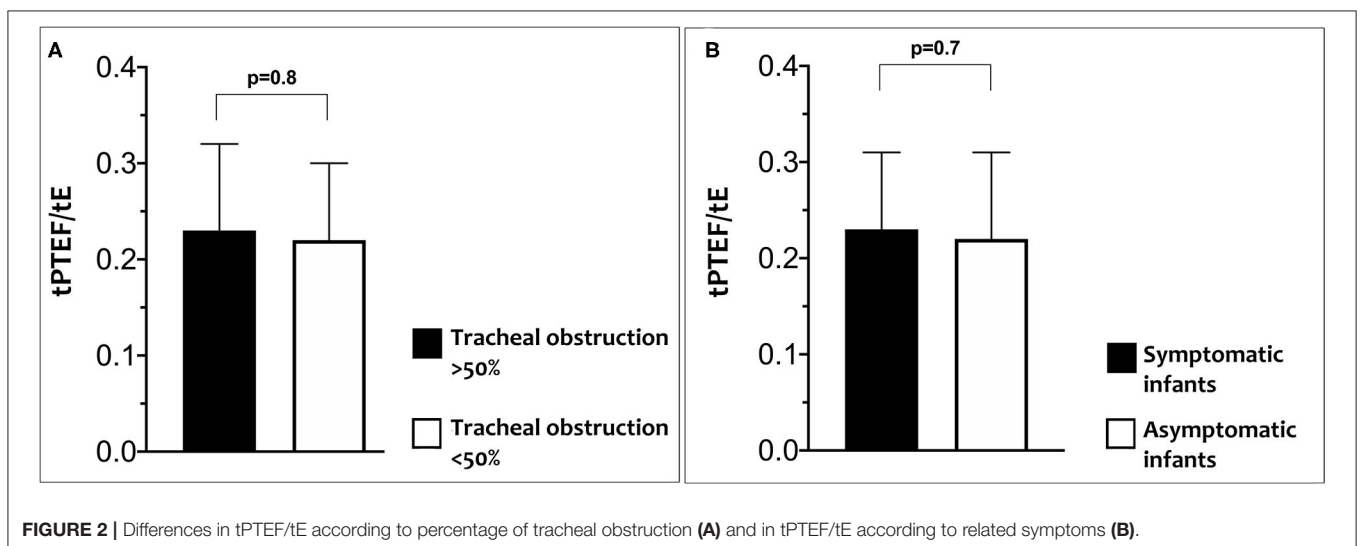 A
p=0.8
0.4
0.3
0.2
0.1
0.0
tPTEF/tE
Tracheal obstruction
>50%
Tracheal obstruction
<50%
B
p=0.7
0.4
0.3
0.2
0.1
0.0
tPTEF/tE
Symptomatic
infants
Asymptomatic
infants
FIGURE 2 | Differences in tPTEF/tE according to percentage of tracheal obstruction (A) and in tPTEF/tE according to related symptoms (B).